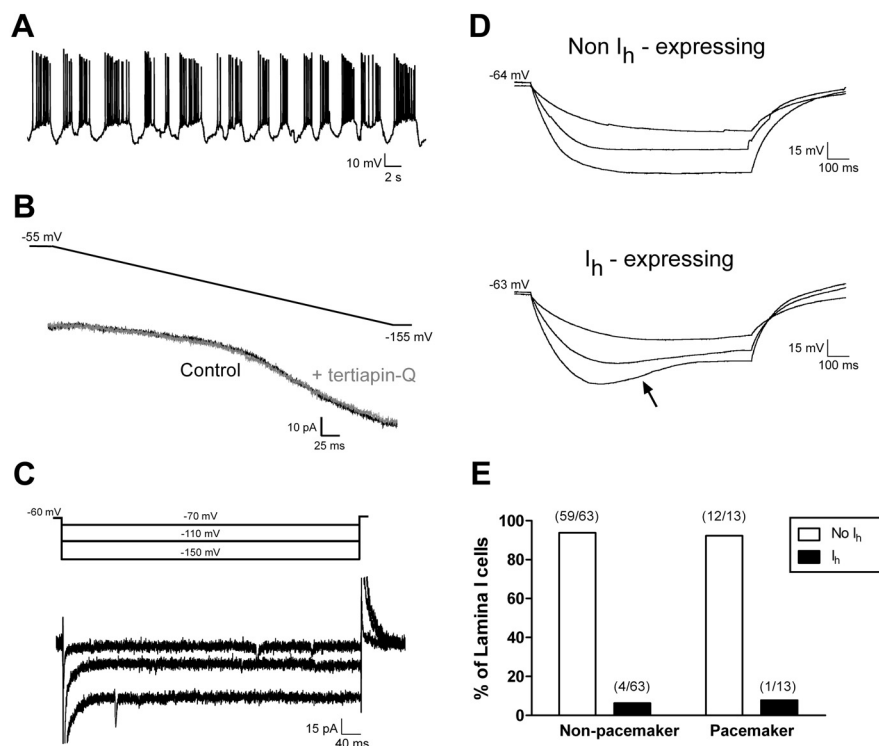 A
10 mV
2 s
B
-55 mV
-155 mV
Control
+ tertiapin-Q
10 pA
25 ms
C
-60 mV
-70 mV
-110 mV
-150 mV
15 pA
40 ms
D
Non Ih - expressing
-64 mV
15 mV
100 ms
Ih - expressing
-63 mV
15 mV
100 ms
E
% of Lamina I cells
100
80
60
40
20
0
(59/63)
(4/63)
(12/13)
(1/13)
Non-pacemaker
Pacemaker
No Ih
Ih